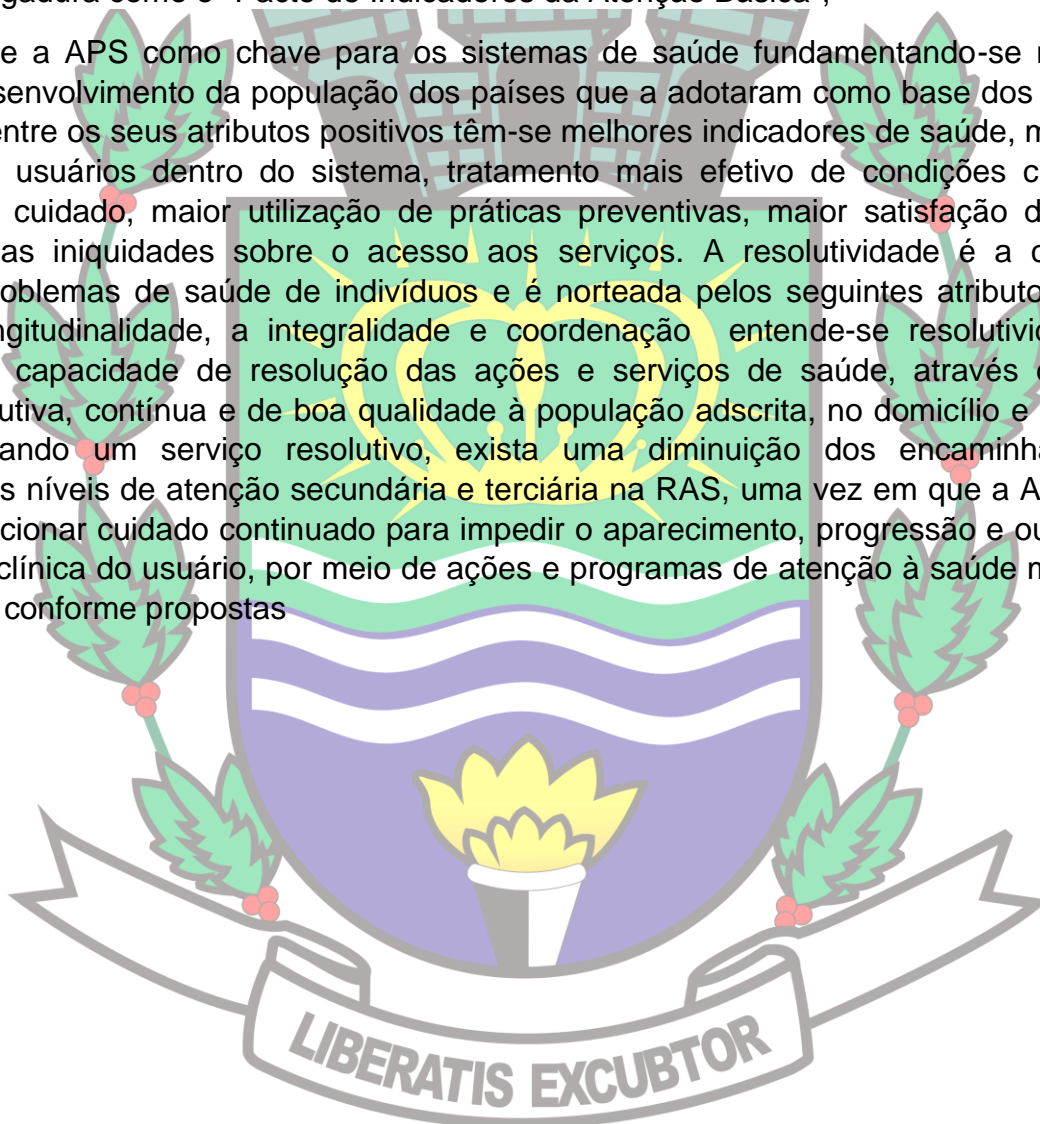 como o "Pacto de Indicadores da Atenção Básica",
e a APS como chave para os sistemas de saúde fundamentando-se
senvolvimento da população dos países que a adotaram como base dos
entre os seus atributos positivos têm-se melhores indicadores de saúde, m
usuários dentro do sistema, tratamento mais efetivo de condições c
cuidado, maior utilização de práticas preventivas, maior satisfação d
as iniquidades sobre o acesso aos serviços. A resolutividade é a
oblemas de saúde de indivíduos e é norteada pelos seguintes atributo
ngitudinalidade, a integralidade e coordenação entende-se resolutivi
capacidade de resolução das ações e serviços de saúde, através
utiva, contínua e de boa qualidade à população adscrita, no domicílio e
ando um serviço resolutivo, exista uma diminuição dos encaminha
s níveis de atenção secundária e terciária na RAS, uma vez em que a A
cionar cuidado continuado para impedir o aparecimento, progressão e ou
clínica do usuário, por meio de ações e programas de atenção à saúde m
conforme propostas
LIBERATIS EXCUBTOR